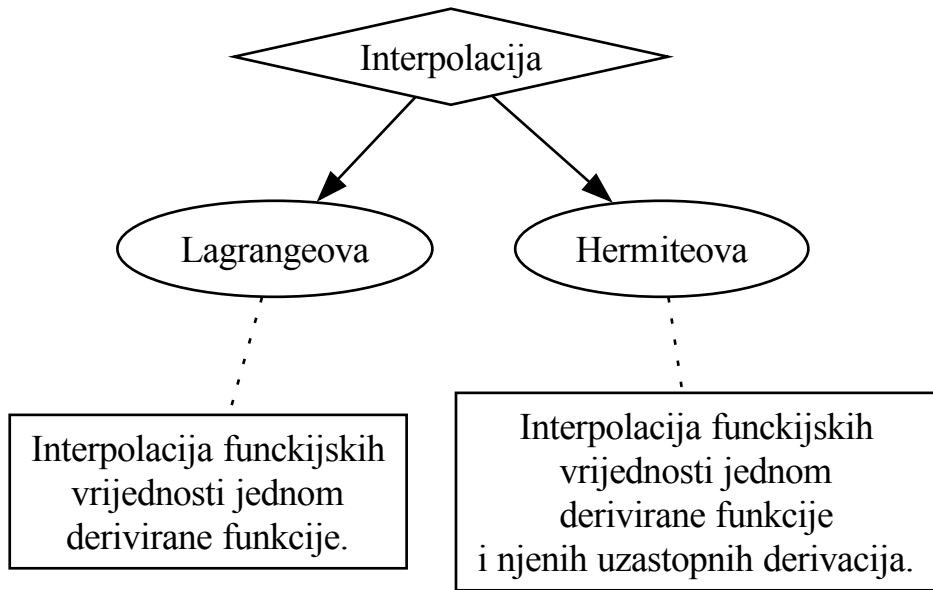 Interpolacija
Lagrangeova
Hermiteova
Interpolacija funckijskih
vrijednosti jednom
derivirane funkcije.
Interpolacija funckijskih
vrijednosti jednom
derivirane funkcije
i njenih uzastopnih derivacija.